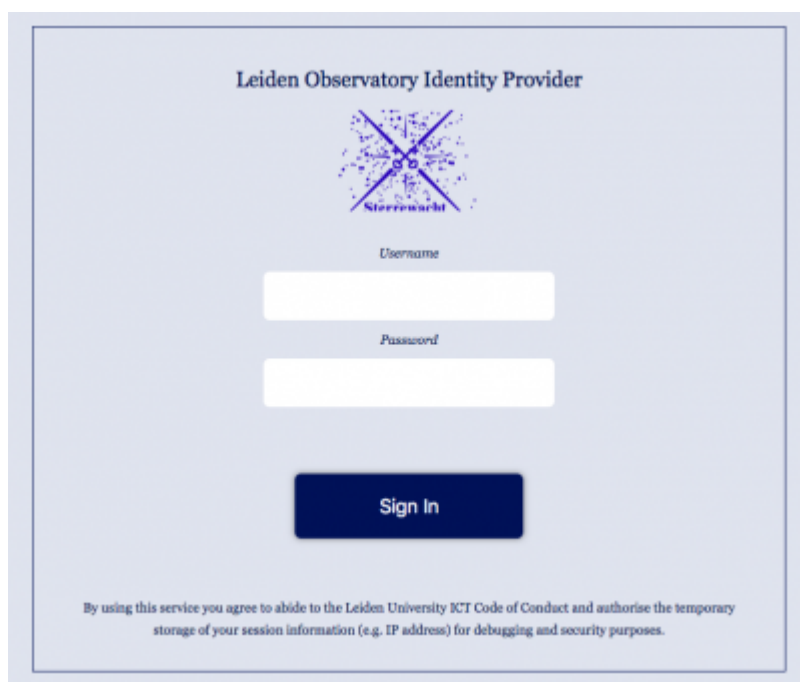 Leiden Observatory Identity Provider
Sterrewacht
Username
Password
Sign In
By using this service you agree to abide to the Leiden University ICT Code of Conduct and authorise the temporary
storage of your session information (e.g. IP address) for debugging and security purposes.